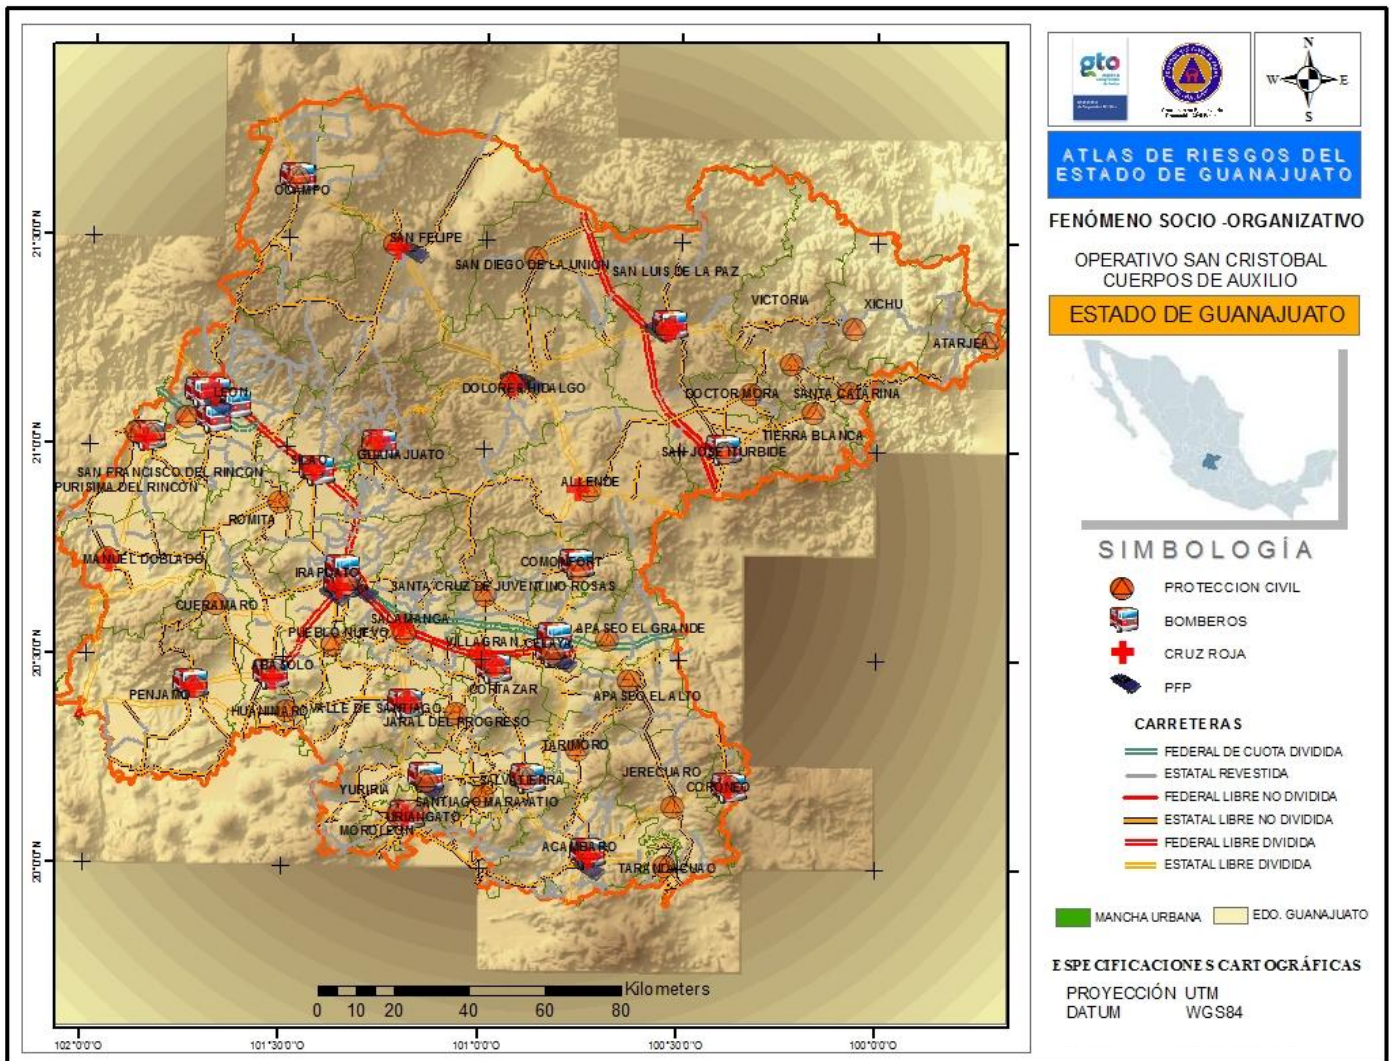 gto
N
W
E
S
ATLAS DE RIESGOS DEL
ESTADO DE GUANAJUATO
FENÓMENO SOCIO -ORGANIZATIVO
OPERATIVO SAN CRISTOBAL
CUERPOS DE AUXILIO
ESTADO DE GUANAJUATO
SIMBOLOGÍA
PROTECCION CIVIL
BOMBEROS
CRUZ ROJA
PFP
CARRETERAS
FEDERAL DE CUOTA DIVIDIDA
ESTATAL REVESTIDA
FEDERAL LIBRE NO DIVIDIDA
ESTATAL LIBRE NO DIVIDIDA
FEDERAL LIBRE DIVIDIDA
ESTATAL LIBRE DIVIDIDA
MANCHA URBANA
EDO. GUANAJUATO
ESPECIFICACIONES CARTOGRÁFICAS
PROYECCIÓN UTM
DATUM WGS84
OCAMPO
SAN FELIPE
SAN DIEGO DE LA UNION
SAN LUIS DE LA PAZ
VICTORIA
XICHU
ATARJEA
LEON
DOLORES HIDALGO
DOCTOR MORA
SANTA CATARINA
TIERRA BLANCA
SAN JOSE ITURBIDE
SAN FRANCISCO DEL RINCON
PURISIMA DEL RINCON
SILAO
GUANAJUATO
ALLENDE
ROMITA
MANUEL DOBLADO
IRAPUATO
COMONFORT
SANTA CRUZ DE JUVENTINO ROSAS
CUERAMARO
PUEBLO NUEVO
SALAMANCA
VILLAGRAN
CELAYA
APASEO EL GRANDE
ABASOLO
PENJAMO
CORTAZAR
APASEO EL ALTO
HUANIMARO
VALLE DE SANTIAGO
JARAL DEL PROGRESO
TARIMORO
JERECUARO
YURIRIA
SALVATIERRA
CORONEO
SANTIAGO MARAVATIO
URIANGATO
MOROLEON
ACAMBARO
TARANDACUAO
Kilometers
0 10 20 40 60 80
21°30'0"N
21°0'0"N
20°30'0"N
20°0'0"N
102°0'0"O
101°30'0"O
101°0'0"O
100°30'0"O
100°0'0"O